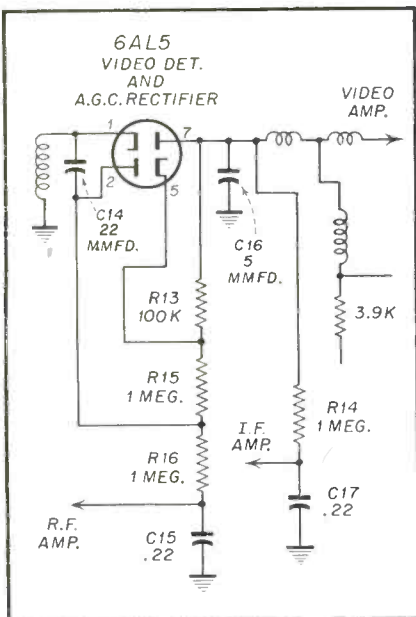 6AL5
VIDEO DET.
AND
A.G.C. RECTIFIER
VIDEO
AMP.
1
7
2
5
C14
22
MMFD.
C16
5
MMFD.
R13
100K
3.9K
R15
1 MEG.
R14
1 MEG.
I.F.
AMP.
R16
1 MEG.
C17
.22
R.F.
AMP.
C15
.22